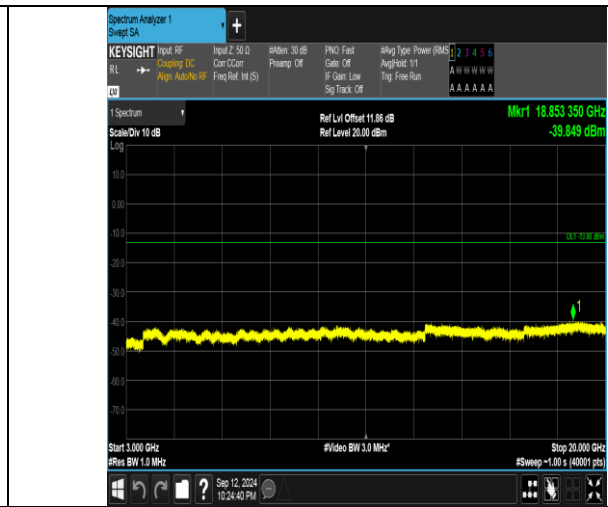 Spectrum Analyzer 1
Swept SA
+
KEYSIGHT
RL
Input: RF
Coupling: DC
Align: Auto/No RF
Input Z: 50 Ω
Corr CCorr
Freq Ref: Int (S)
#Atten: 30 dB
Preamp: Off
PNO: Fast
Gate: Off
IF Gain: Low
Sig Track: Off
#Avg Type: Power (RMS
Avg|Hold: 1/1
Trig: Free Run
1 2 3 4 5 6
A W W W W W
A A A A A A
1 Spectrum
Scale/Div 10 dB
Ref Lvl Offset 11.86 dB
Ref Level 20.00 dBm
Mkr1 18.853 350 GHz
-39.849 dBm
Log
10.0
0.00
-10.0
DL1 -13.00 dBm
-20.0
-30.0
1
-40.0
-50.0
-60.0
-70.0
Start 3.000 GHz
#Video BW 3.0 MHz*
Stop 20.000 GHz
#Res BW 1.0 MHz
#Sweep ~1.00 s (40001 pts)
?
Sep 12, 2024
10:24:40 PM